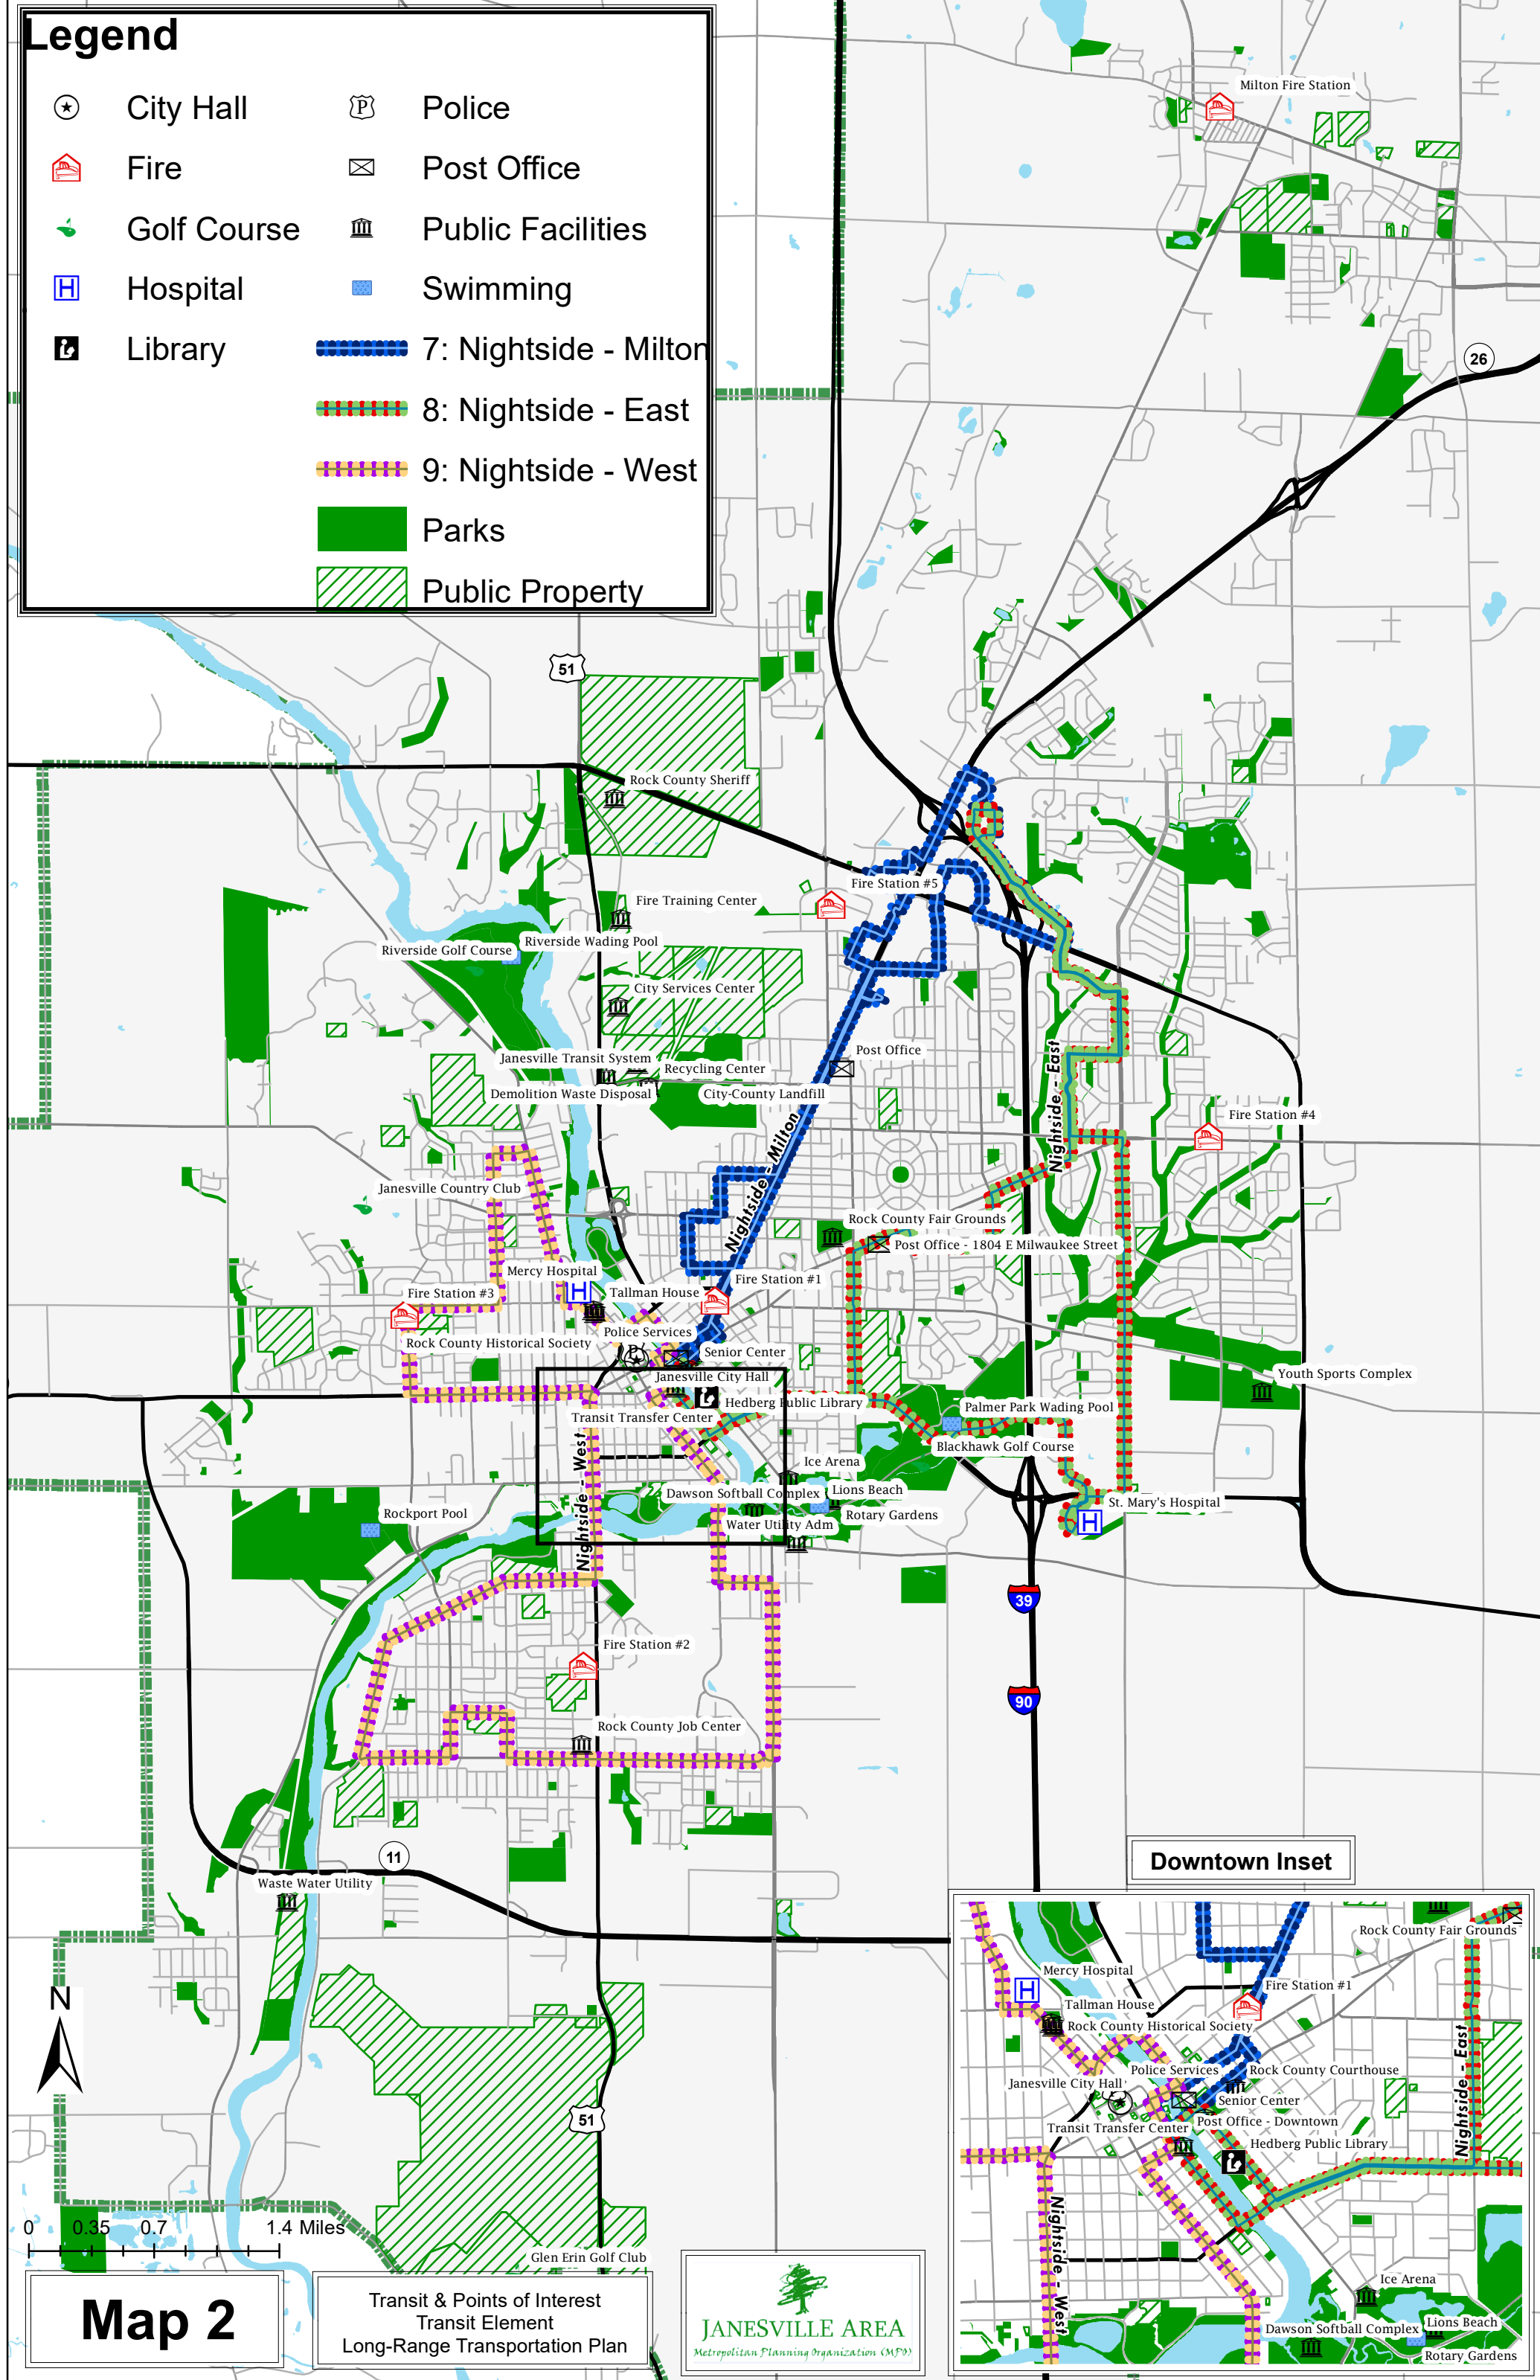 Legend
City Hall
Police
Fire
Post Office
Golf Course
Public Facilities
Hospital
Swimming
Library
7: Nightside - Milton
8: Nightside - East
9: Nightside - West
Parks
Public Property
Milton Fire Station
26
51
Rock County Sheriff
Fire Station #5
Fire Training Center
Riverside Golf Course
Riverside Wading Pool
City Services Center
Post Office
Janesville Transit System
Recycling Center
Demolition Waste Disposal
City-County Landfill
Nightside - East
Fire Station #4
Nightside - Milton
Janesville Country Club
Rock County Fair Grounds
Post Office - 1804 E Milwaukee Street
Mercy Hospital
Fire Station #1
Fire Station #3
Tallman House
Police Services
Rock County Historical Society
Senior Center
Janesville City Hall
Youth Sports Complex
Hedberg Public Library
Palmer Park Wading Pool
Transit Transfer Center
Blackhawk Golf Course
Ice Arena
Nightside - West
Dawson Softball Complex
Lions Beach
St. Mary's Hospital
Rockport Pool
Rotary Gardens
Water Utility Adm
39
Fire Station #2
90
Rock County Job Center
11
Waste Water Utility
Downtown Inset
Rock County Fair Grounds
Mercy Hospital
Fire Station #1
Tallman House
Rock County Historical Society
Nightside - East
Police Services
Rock County Courthouse
Janesville City Hall
Senior Center
Post Office - Downtown
Transit Transfer Center
Hedberg Public Library
Nightside - West
Ice Arena
Lions Beach
Dawson Softball Complex
Rotary Gardens
N
51
0 0.35 0.7 1.4 Miles
Glen Erin Golf Club
Map 2
Transit & Points of Interest
Transit Element
Long-Range Transportation Plan
JANESVILLE AREA
Metropolitan Planning Organization (MPO)